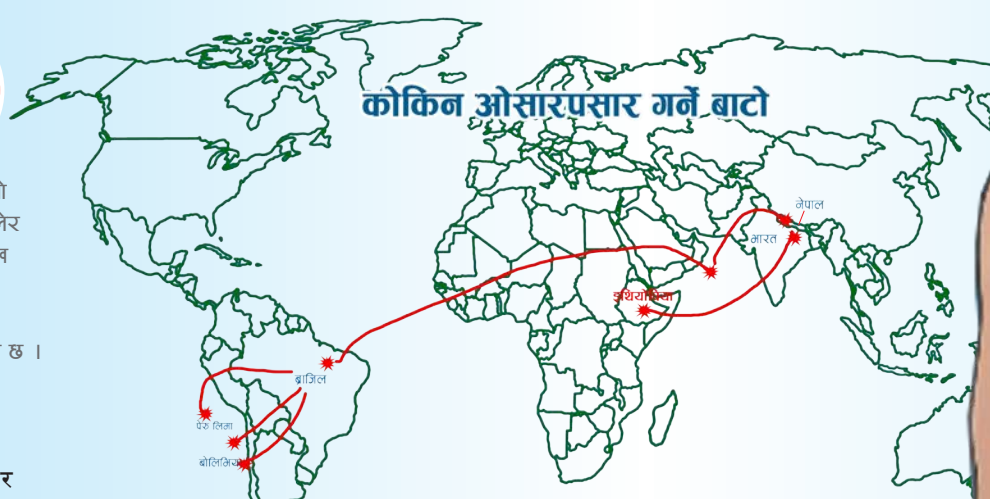 कोकिन ओसारपसार गर्ने बाटो
नेपाल
भारत
इथियोपिया
ब्राजिल
पेरु लिमा
बोलिभिया
छ ।